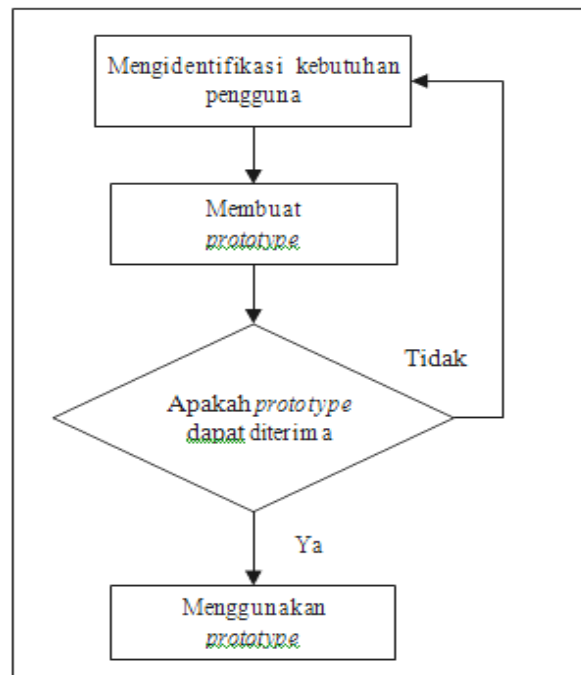 Mengidentifikasi kebutuhan
pengguna
Membuat
prototype
Tidak
Apakah prototype
dapat diterima
Ya
Menggunakan
prototype